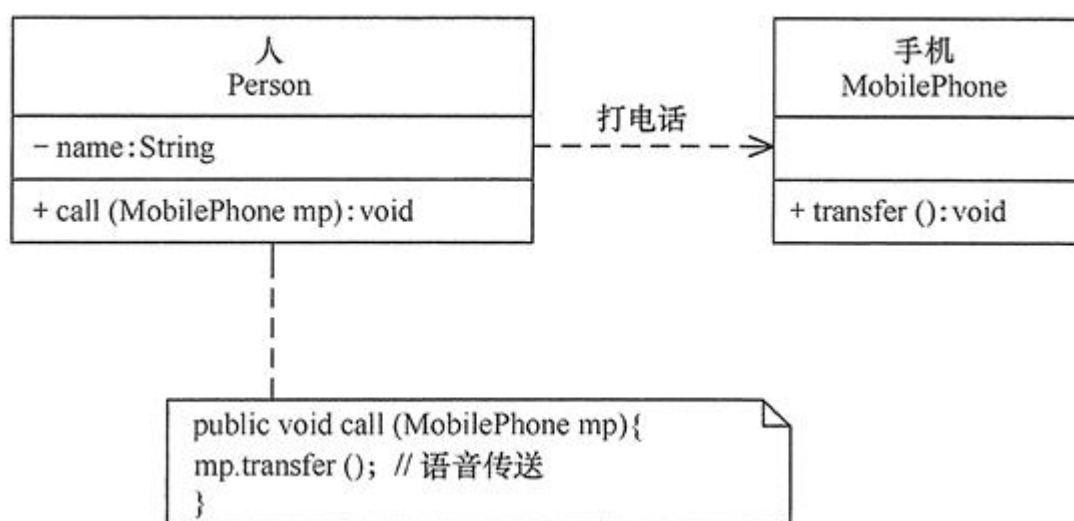 人
Person
- name:String
+ call (MobilePhone mp):void
打电话
手机
MobilePhone
+ transfer ():void
public void call (MobilePhone mp){
mp.transfer (); // 语音传送
}